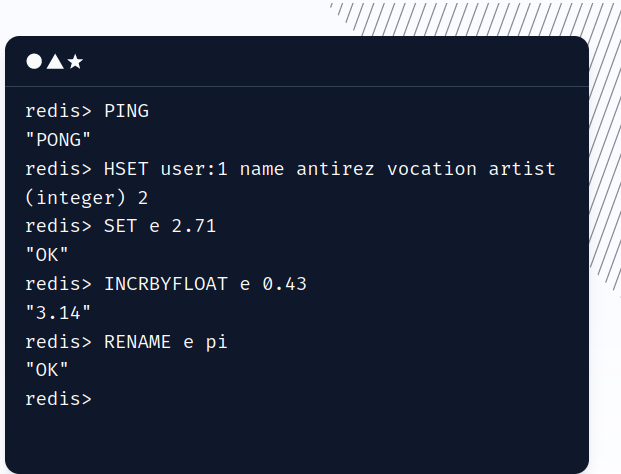 redis> PING
"PONG"
redis> HSET user:1 name antirez vocation artist
(integer) 2
redis> SET e 2.71
"OK"
redis> INCRBYFLOAT e 0.43
"3.14"
redis> RENAME e pi
"OK"
redis>